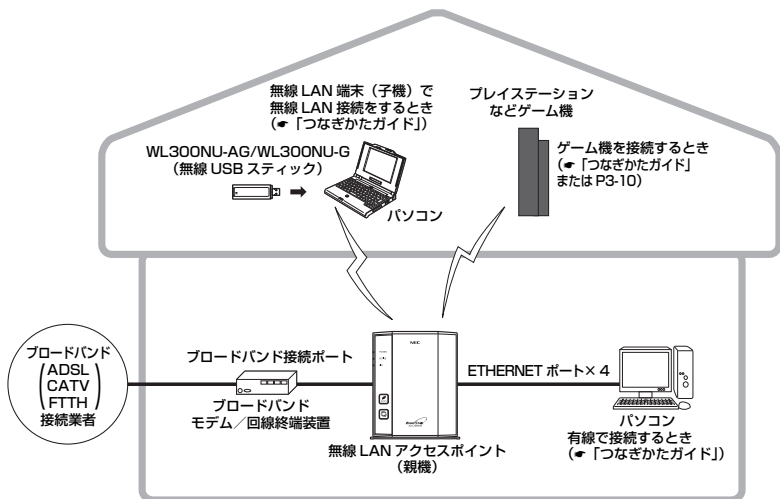 無線 LAN 端末（子機）で
無線 LAN 接続をするとき
（☛「つなぎかたガイド」）
WL300NU-AG/WL300NU-G
（無線 USB スティック）
パソコン
プレイステーション
などゲーム機
ゲーム機を接続するとき
（☛「つなぎかたガイド」
または P3-10）
ブロードバンド
ADSL
CATV
FTTH
接続業者
ブロードバンド接続ポート
ブロードバンド
モデム／回線終端装置
NEC
無線 LAN アクセスポイント
（親機）
ETHERNET ポート× 4
パソコン
有線で接続するとき
（☛「つなぎかたガイド」）